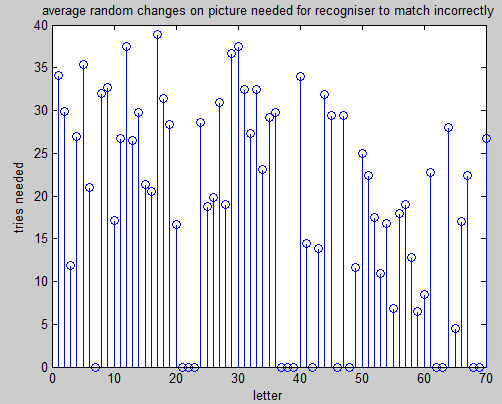 average random changes on picture needed for recogniser to match incorrectly
40
35
30
25
20
15
10
5
0
tries needed
0 10 20 30 40 50 60 70
letter